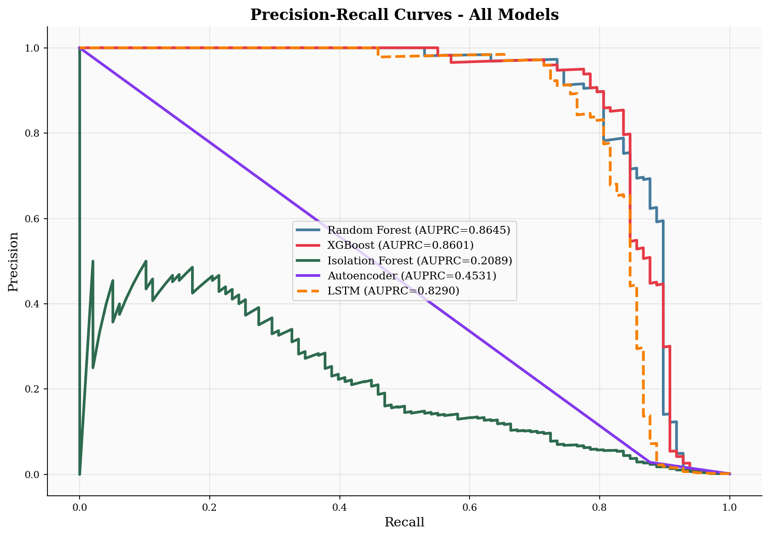 Precision-Recall Curves - All Models
1.0
0.8
0.6
0.4
0.2
0.0
Precision
Random Forest (AUPRC=0.8645)
XGBoost (AUPRC=0.8601)
Isolation Forest (AUPRC=0.2089)
Autoencoder (AUPRC=0.4531)
LSTM (AUPRC=0.8290)
0.0 0.2 0.4 0.6 0.8 1.0
Recall